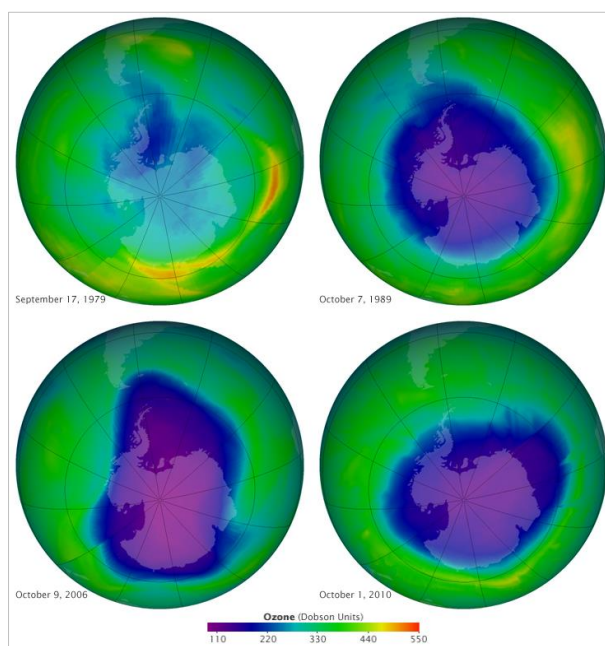 September 17, 1979
October 7, 1989
October 9, 2006
October 1, 2010
Ozone (Dobson Units)
110 220 330 440 550